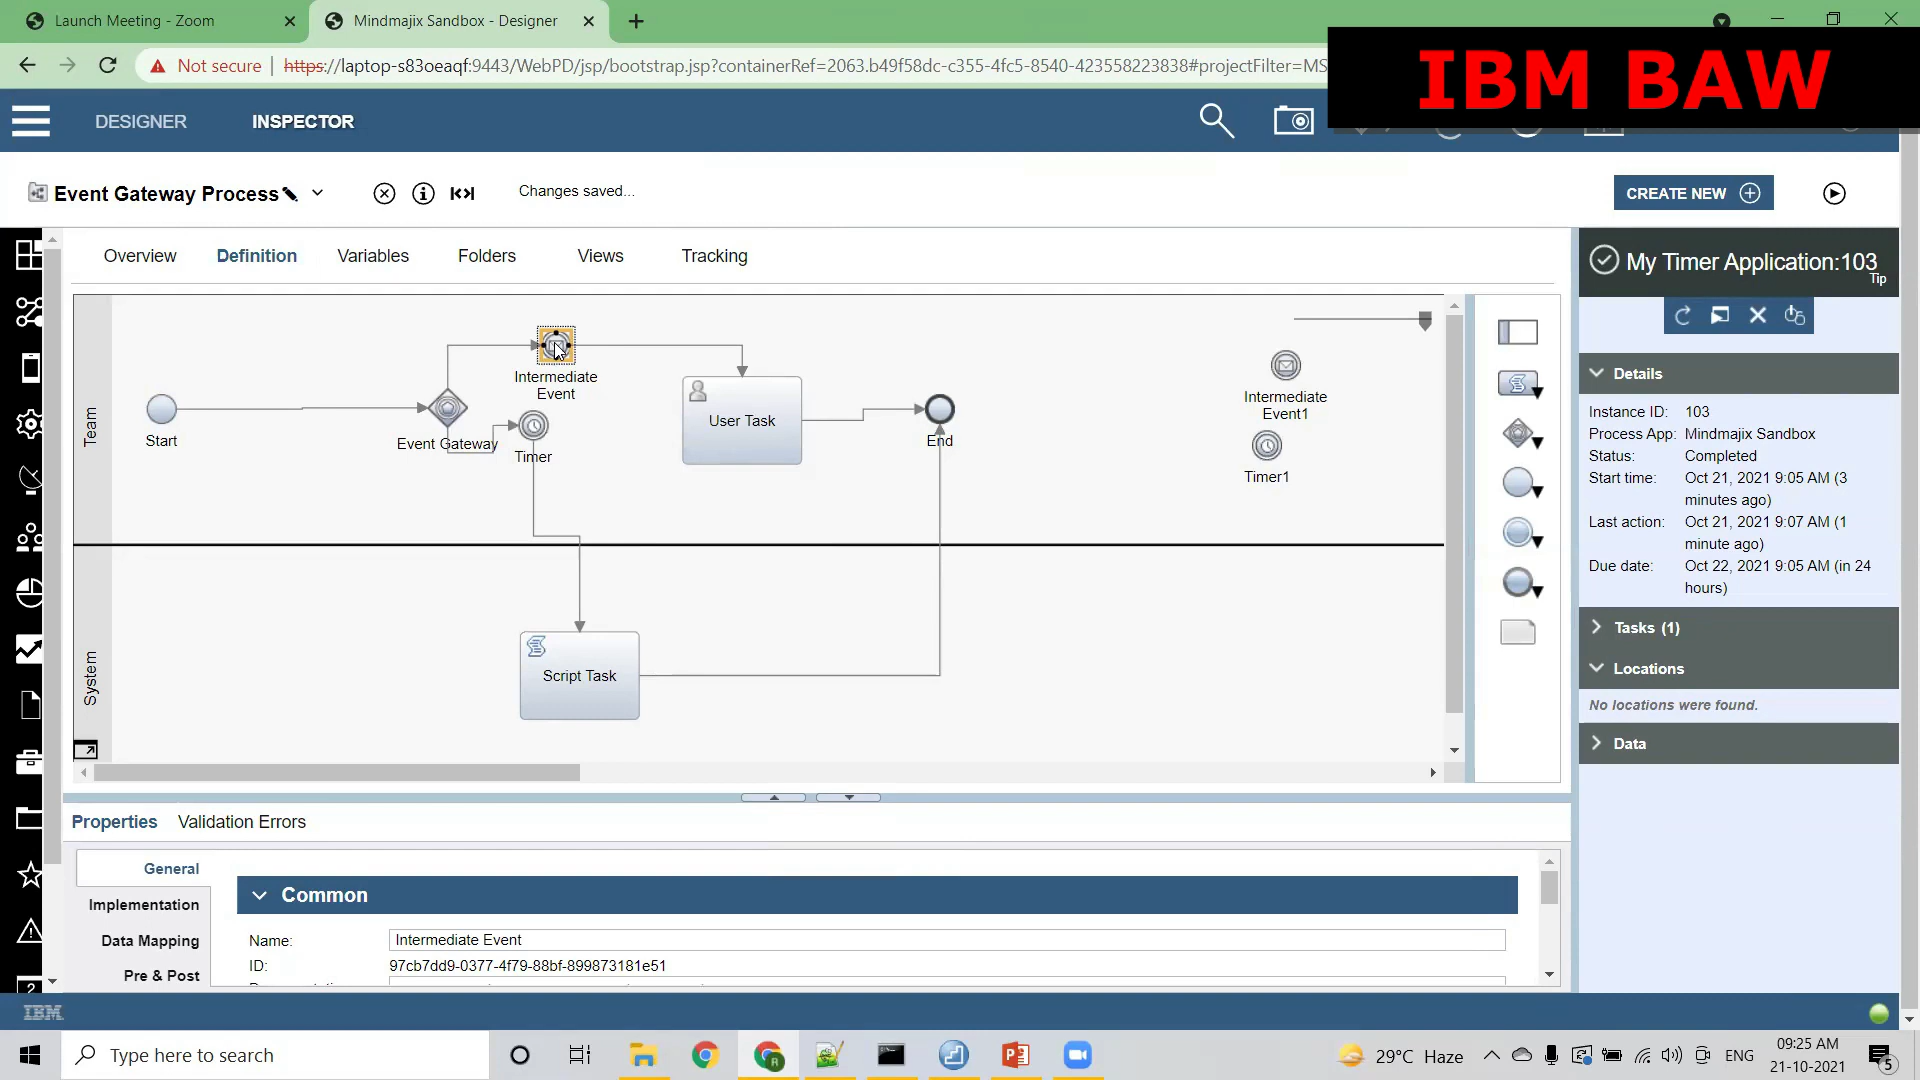 Launch Meeting - Zoom
Mindmajix Sandbox - Designer
Not secure
https://laptop-s83oeaqf:9443/WebPD/jsp/bootstrap.jsp?containerRef=2063.b49f58dc-c355-4fc5-8540-423558223838#projectFilter=MS
IBM BAW
DESIGNER
INSPECTOR
Event Gateway Process
Changes saved...
CREATE NEW
Overview
Definition
Variables
Folders
Views
Tracking
Team
Start
Event Gateway
Intermediate
Event
Timer
User Task
End
Intermediate
Event1
Timer1
System
Script Task
My Timer Application:103
Tip
Details
Instance ID: 103
Process App: Mindmajix Sandbox
Status: Completed
Start time: Oct 21, 2021 9:05 AM (3
minutes ago)
Last action: Oct 21, 2021 9:07 AM (1
minute ago)
Due date: Oct 22, 2021 9:05 AM (in 24
hours)
Tasks (1)
Locations
No locations were found.
Data
Properties
Validation Errors
General
Implementation
Data Mapping
Pre & Post
Common
Name: Intermediate Event
ID: 97cb7dd9-0377-4f79-88bf-899873181e51
IBM
Type here to search
29°C Haze
ENG
09:25 AM
21-10-2021
5